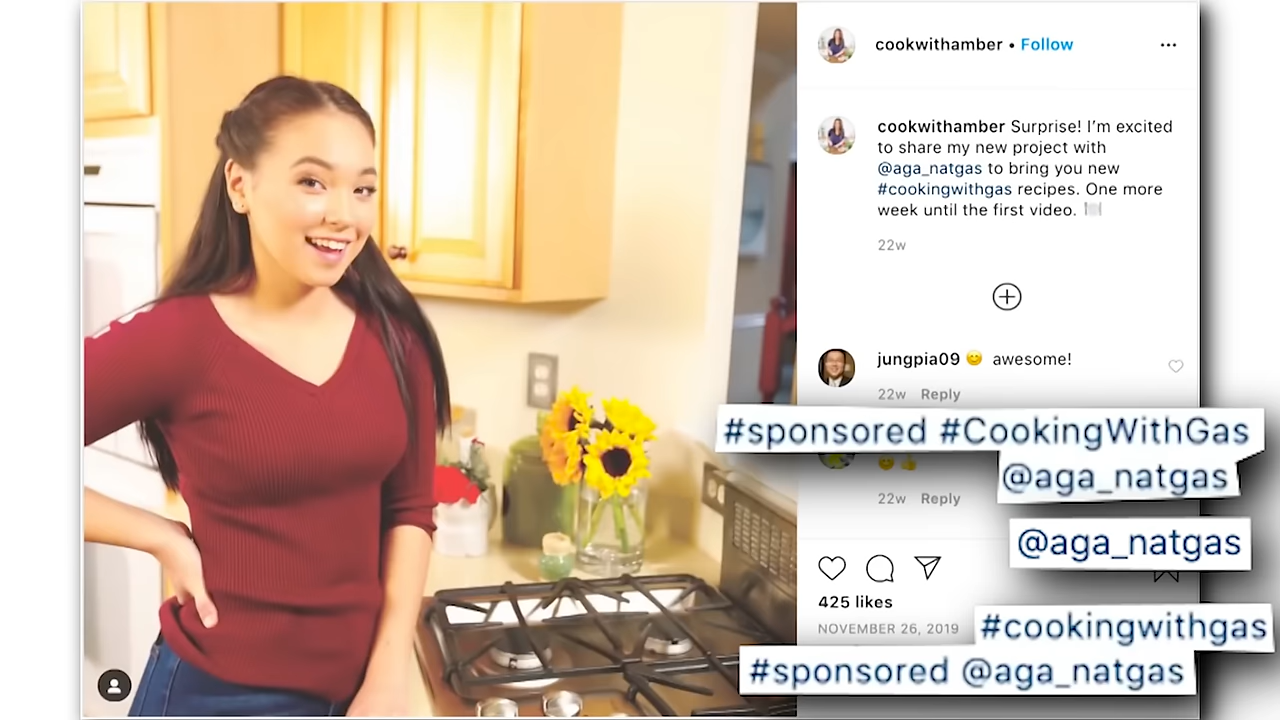 cookwithamber • Follow
cookwithamber Surprise! I'm excited
to share my new project with
@aga_natgas to bring you new
#cookingwithgas recipes. One more
week until the first video. 🍽
22w
jungpia09 😊 awesome!
22w Reply
#sponsored #CookingWithGas
@aga_natgas
22w Reply
@aga_natgas
425 likes
NOVEMBER 26, 2019
#cookingwithgas
#sponsored @aga_natgas